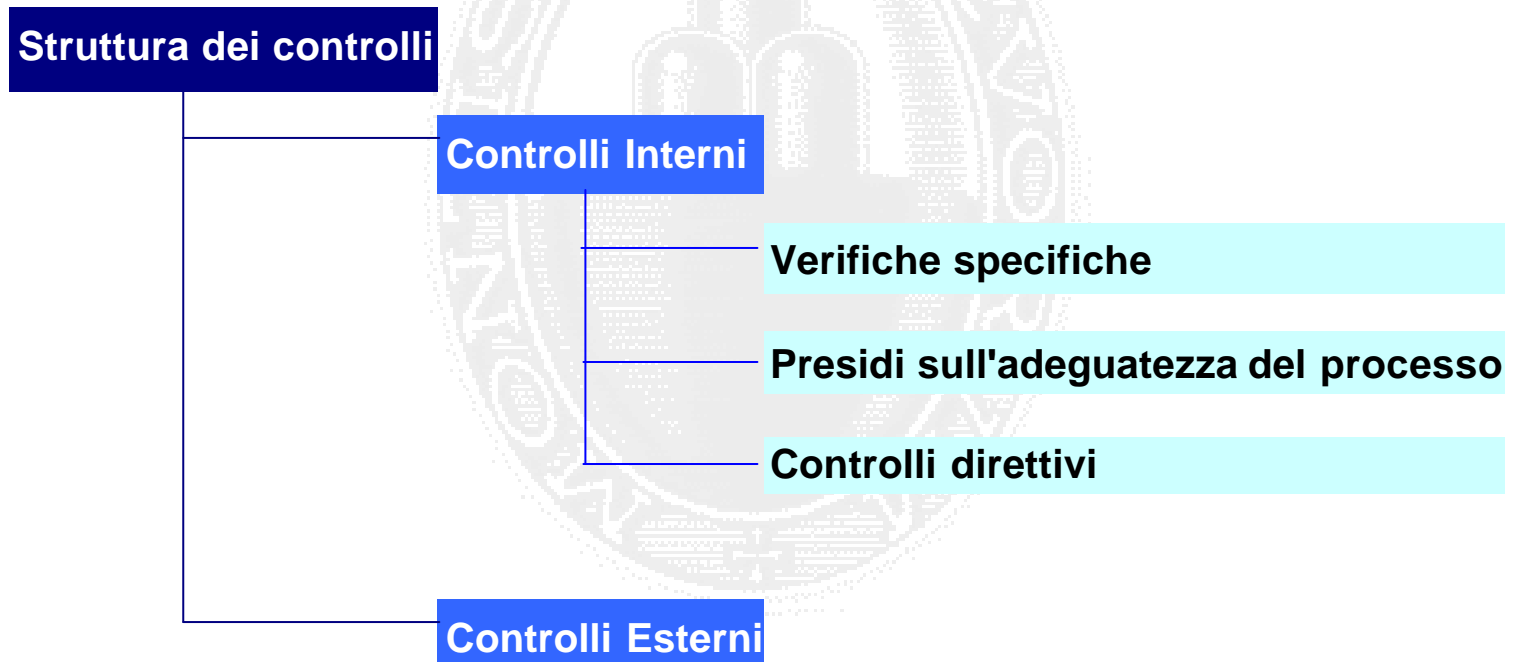 Struttura dei controlli
Controlli Interni
Verifiche specifiche
Presidi sull'adeguatezza del processo
Controlli direttivi
Controlli Esterni